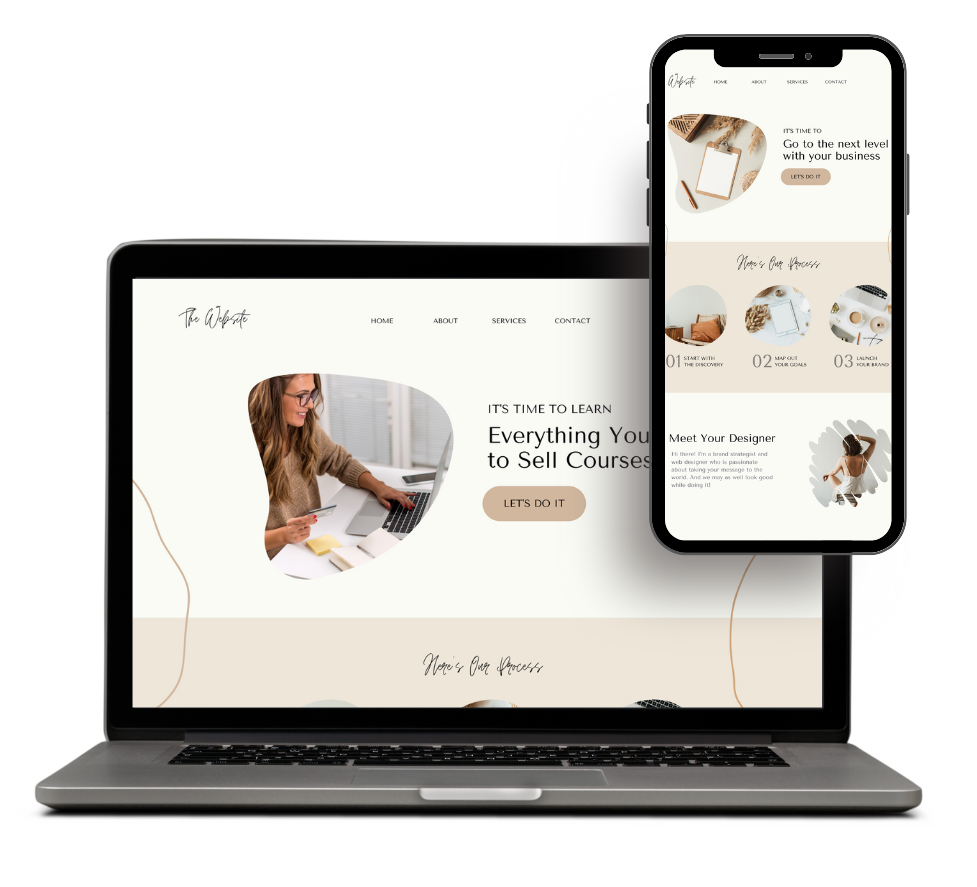 The Website
HOME
ABOUT
SERVICES
CONTACT
IT'S TIME TO LEARN
Everything You
to Sell Courses
LET'S DO IT
Here's Our Process
Website
HOME
ABOUT
SERVICES
CONTACT
IT'S TIME TO
Go to the next level
with your business
LET'S DO IT
Here's Our Process
01 START WITH
THE DISCOVERY
02 MAP OUT
YOUR GOALS
03 LAUNCH
YOUR BRAND
Meet Your Designer
Hi there! I'm a brand strategist and
web designer who is passionate
about taking your message to the
world. And we may as well look good
while doing it!